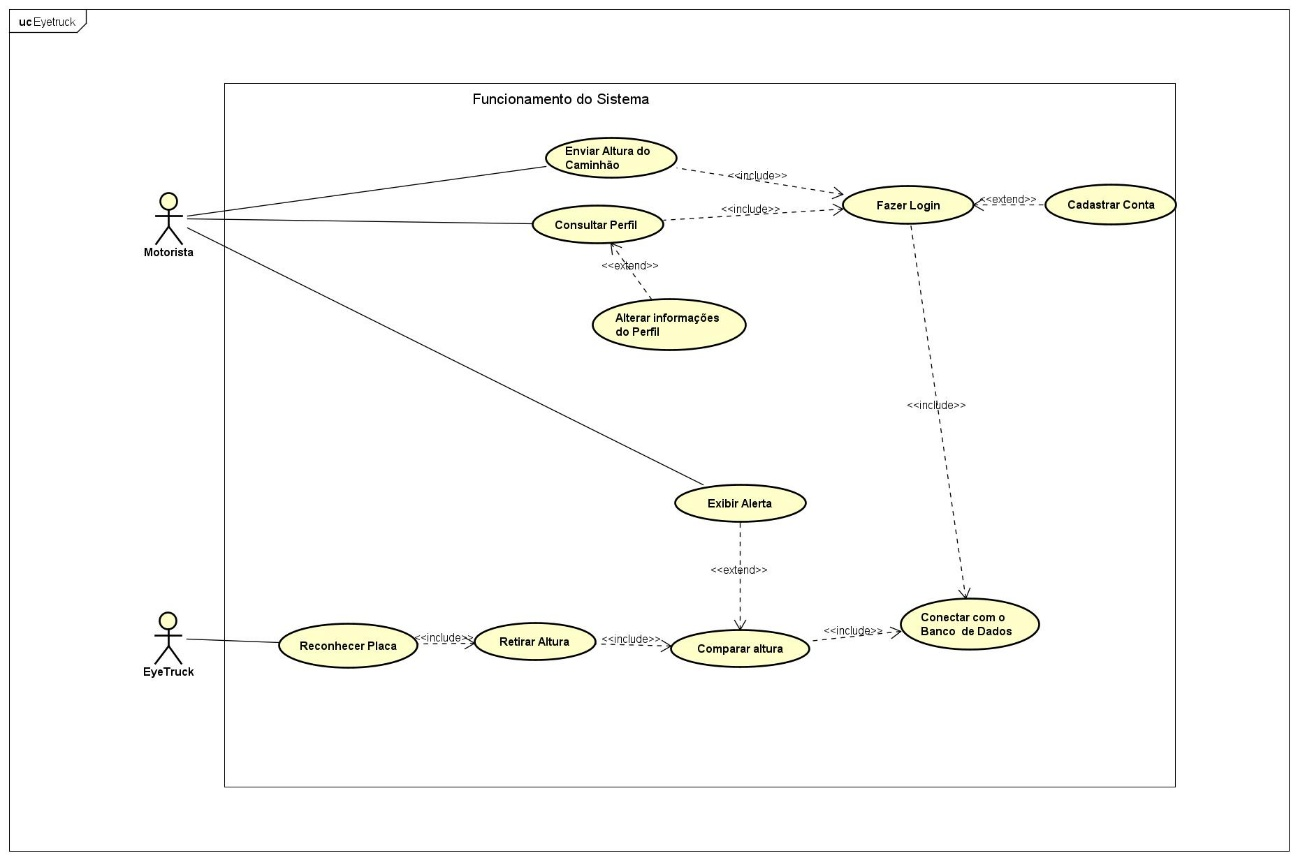 uc Eyetruck
Funcionamento do Sistema
Enviar Altura do
Caminhão
<<include>>
Fazer Login
<<extend>>
Cadastrar Conta
Motorista
Consultar Perfil
<<include>>
<<extend>>
Alterar informações
do Perfil
<<include>>
Exibir Alerta
<<extend>>
EyeTruck
Reconhecer Placa
<<include>>
Retirar Altura
<<include>>
Comparar altura
<<include>>
Conectar com o
Banco de Dados